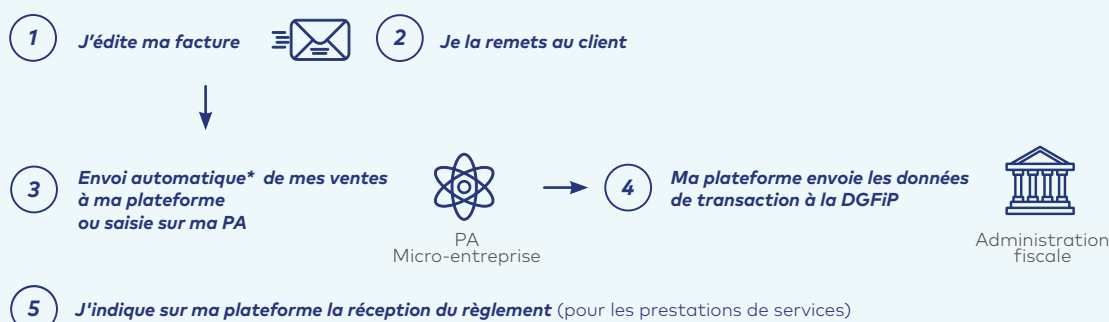 1 J'édite ma facture
2 Je la remets au client
3 Envoi automatique* de mes ventes
à ma plateforme
ou saisie sur ma PA
PA
Micro-entreprise
4 Ma plateforme envoie les données
de transaction à la DGFiP
Administration
fiscale
5 J'indique sur ma plateforme la réception du règlement (pour les prestations de services)